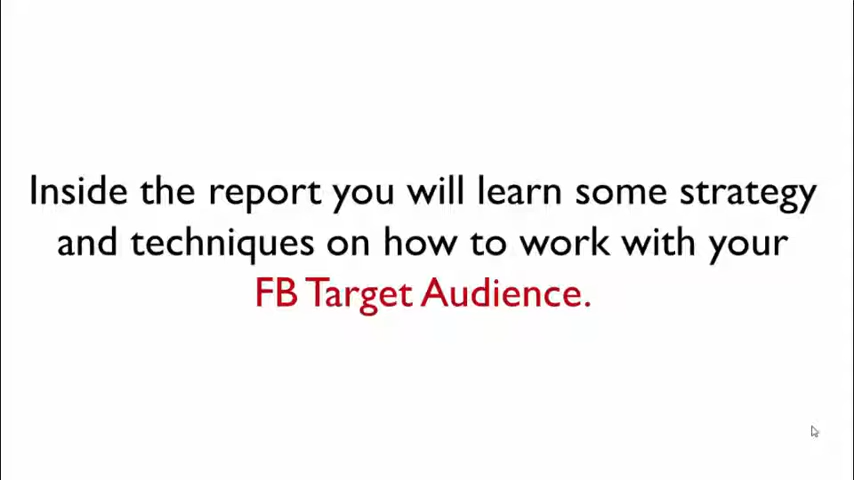 Inside the report you will learn some strategy
and techniques on how to work with your
FB Target Audience.